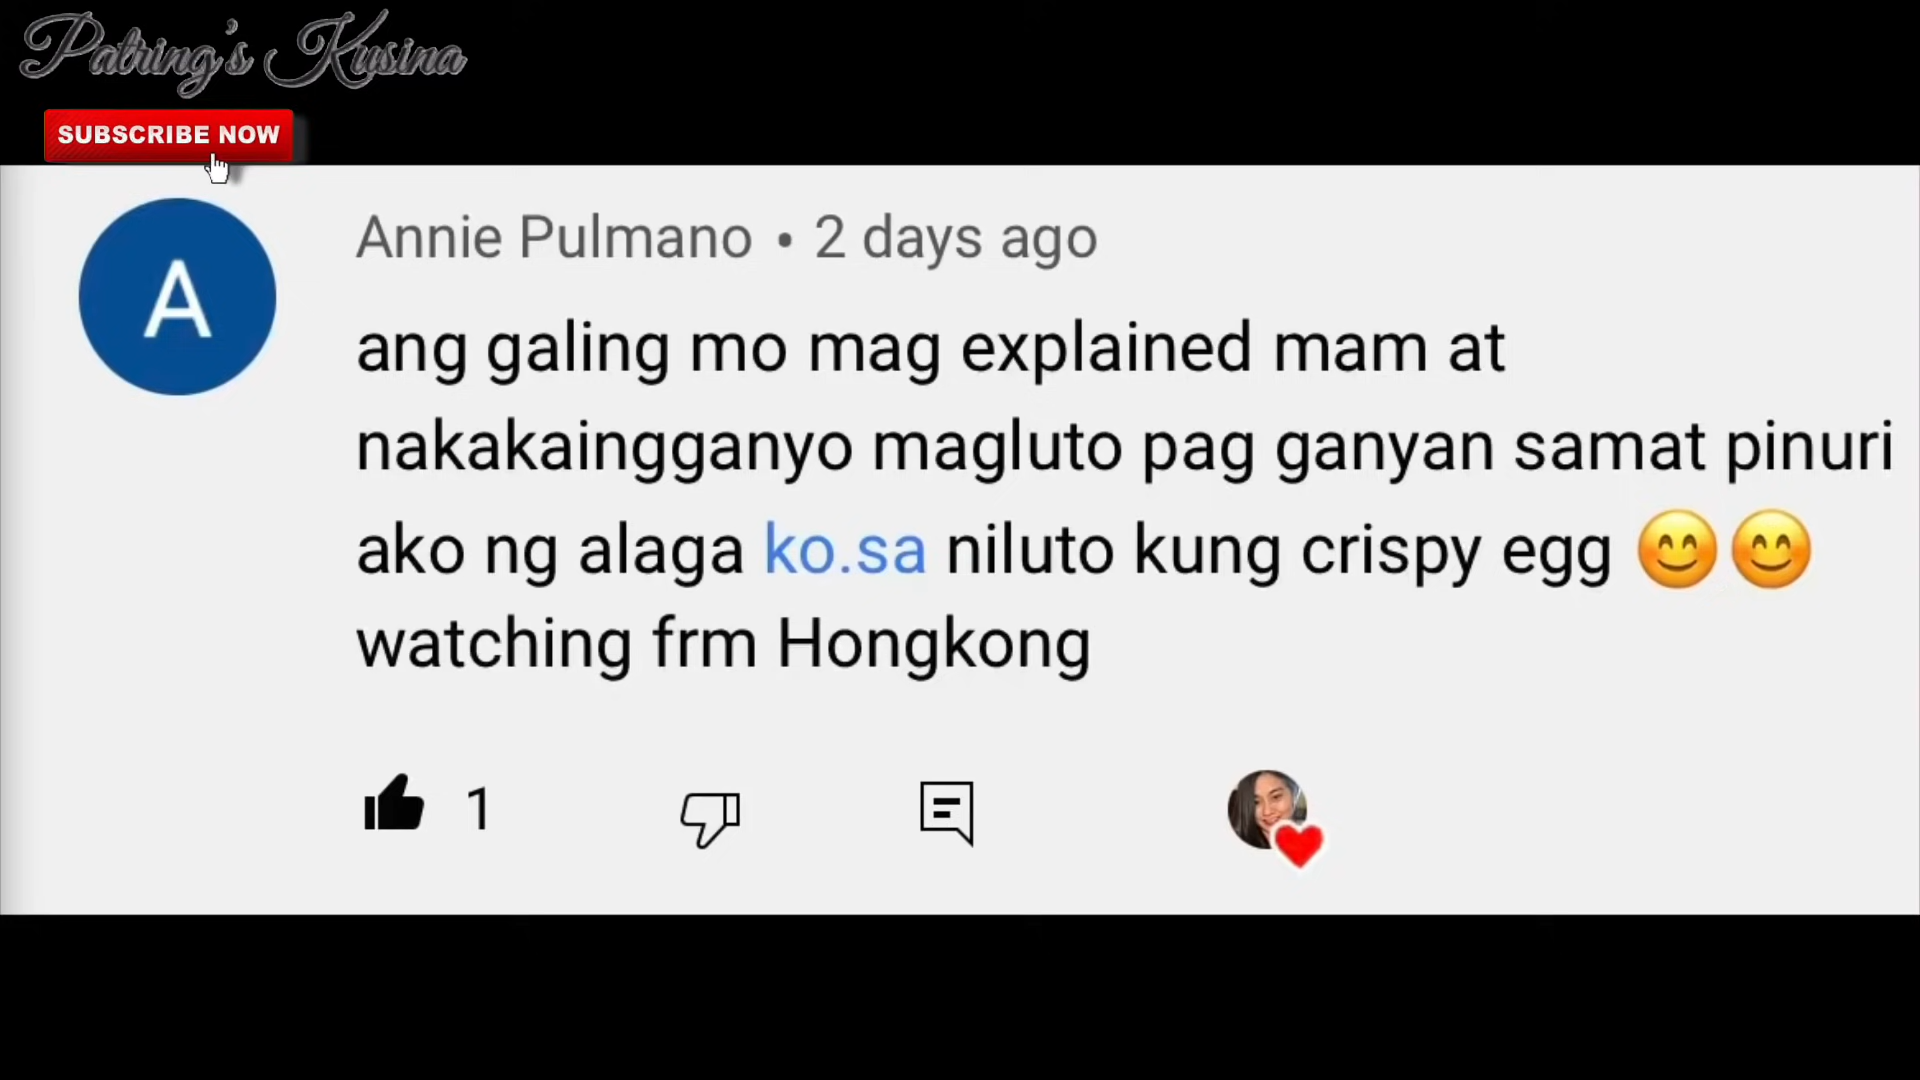 Patring's Kusina
SUBSCRIBE NOW
A
Annie Pulmano • 2 days ago
ang galing mo mag explained mam at
nakakaingganyo magluto pag ganyan samat pinuri
ako ng alaga ko.sa niluto kung crispy egg 😊😊
watching frm Hongkong
1